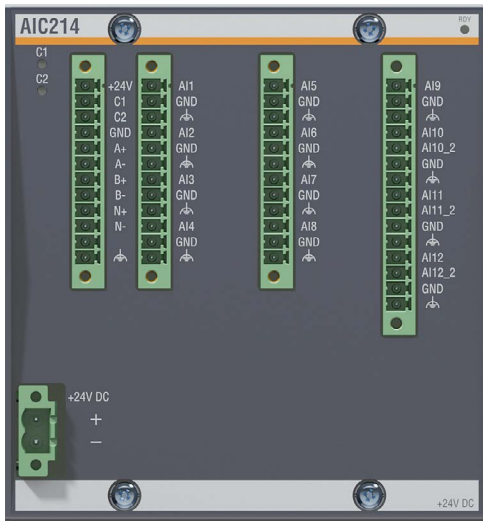 AIC214
RDY
C1
C2
+24V
C1
C2
GND
A+
A-
B+
B-
N+
N-
AI1
GND
AI2
GND
AI3
GND
AI4
GND
AI5
GND
AI6
GND
AI7
GND
AI8
GND
AI9
GND
AI10
AI10_2
GND
AI11
AI11_2
GND
AI12
AI12_2
GND
+24V DC
+
−
+24V DC